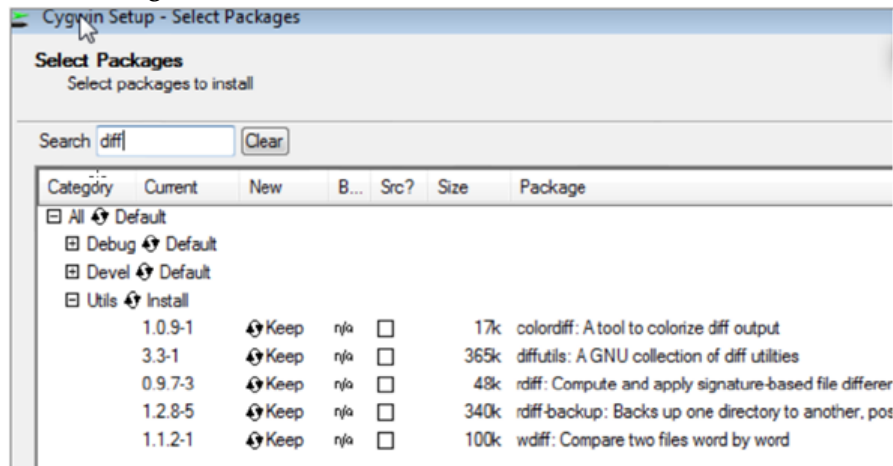 Cygwin Setup - Select Packages
Select Packages
Select packages to install
Search diff Clear
Category Current New B... Src? Size Package
All Default
Debug Default
Devel Default
Utils Install
1.0.9-1 Keep n/a 17k colordiff: A tool to colorize diff output
3.3-1 Keep n/a 365k diffutils: A GNU collection of diff utilities
0.9.7-3 Keep n/a 48k rdiff: Compute and apply signature-based file differen
1.2.8-5 Keep n/a 340k rdiff-backup: Backs up one directory to another, pos
1.1.2-1 Keep n/a 100k wdiff: Compare two files word by word